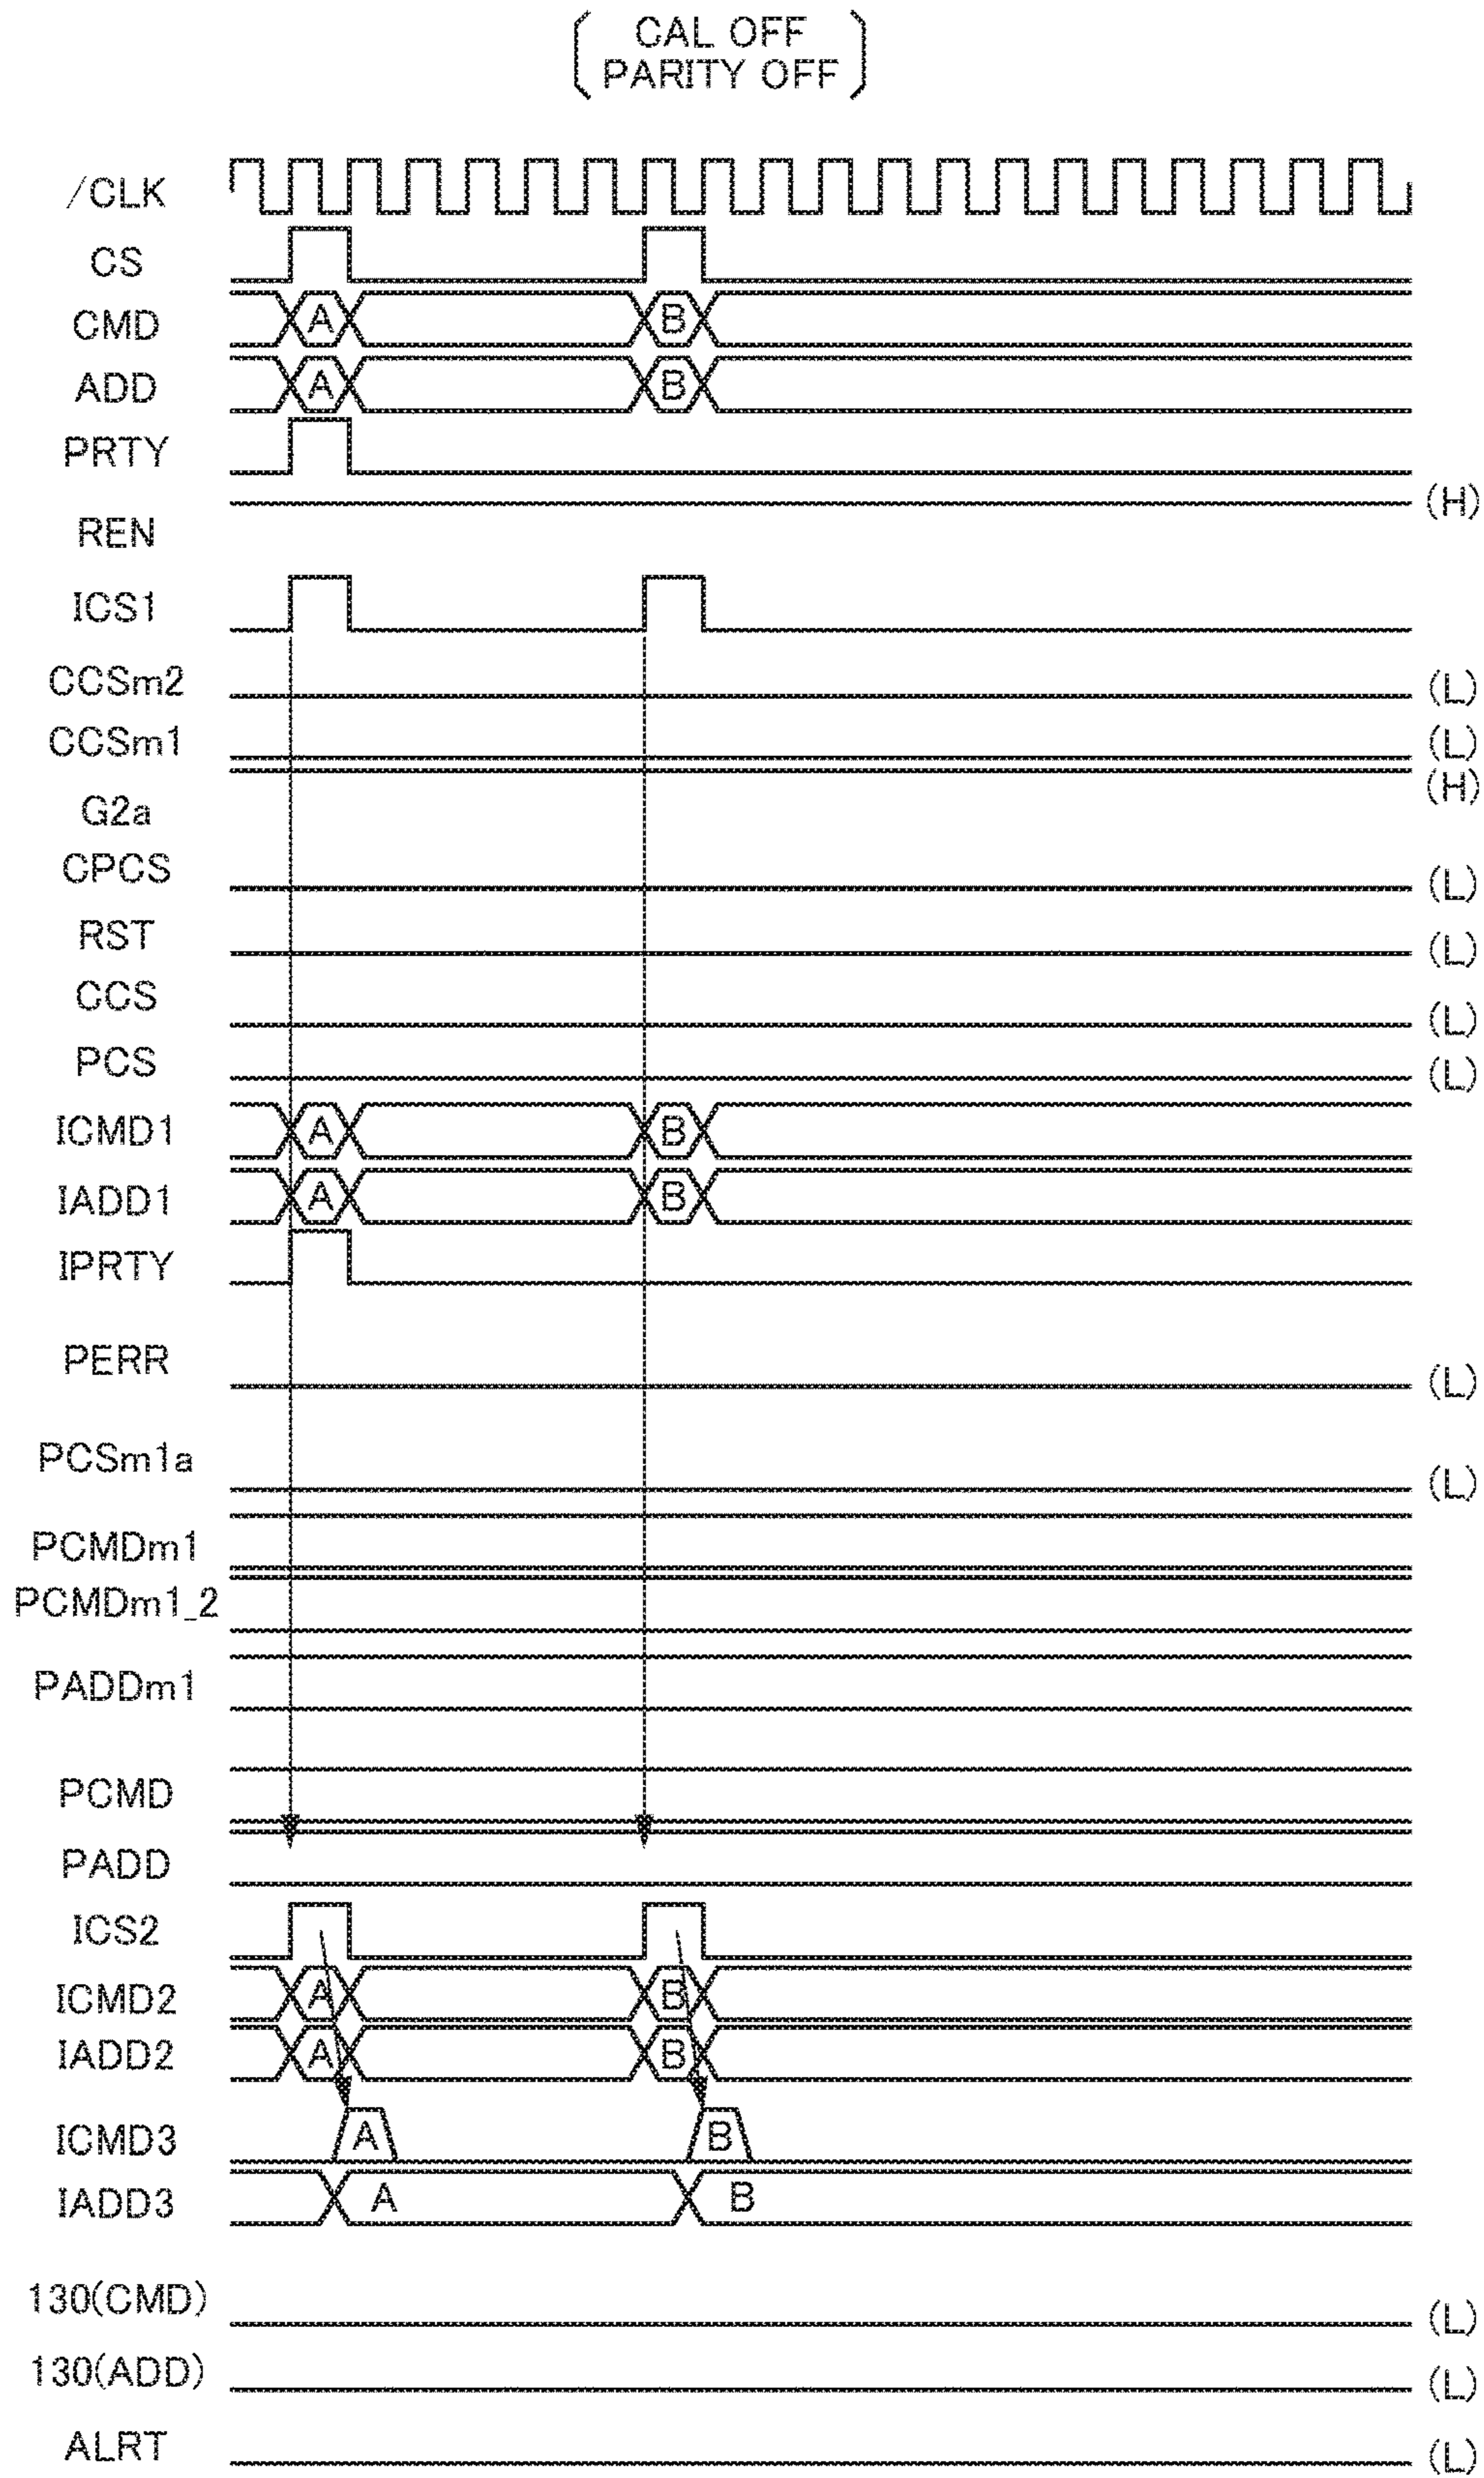 CAL OFF
PARITY OFF
/CLK
CS
CMD A B
ADD A B
PRTY
REN (H)
ICS1
CCSm2 (L)
CCSm1 (L)
G2a (H)
CPCS (L)
RST (L)
CCS (L)
PCS (L)
ICMD1 A B
IADD1 A B
IPRTY
PERR (L)
PCSm1a (L)
PCMDm1
PCMDm1_2
PADDm1
PCMD
PADD
ICS2
ICMD2 A B
IADD2 A B
ICMD3 A B
IADD3 A B
130(CMD) (L)
130(ADD) (L)
ALRT (L)